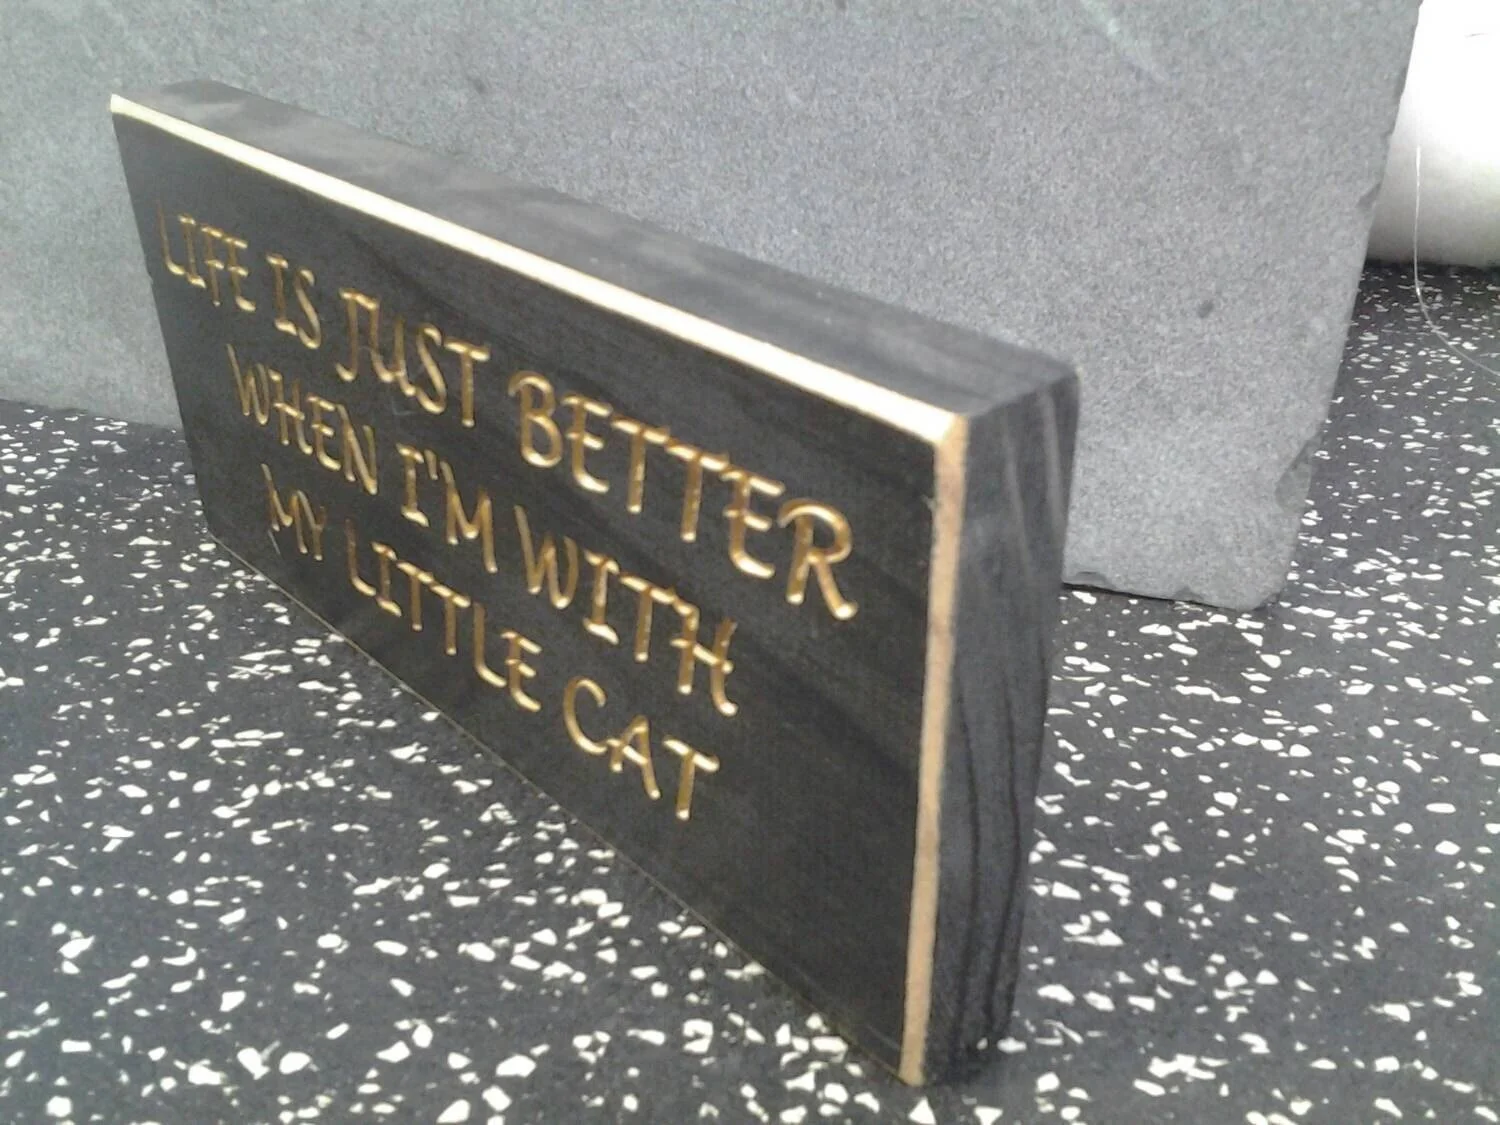 LIFE IS JUST BETTER
WHEN I'M WITH
MY LITTLE CAT